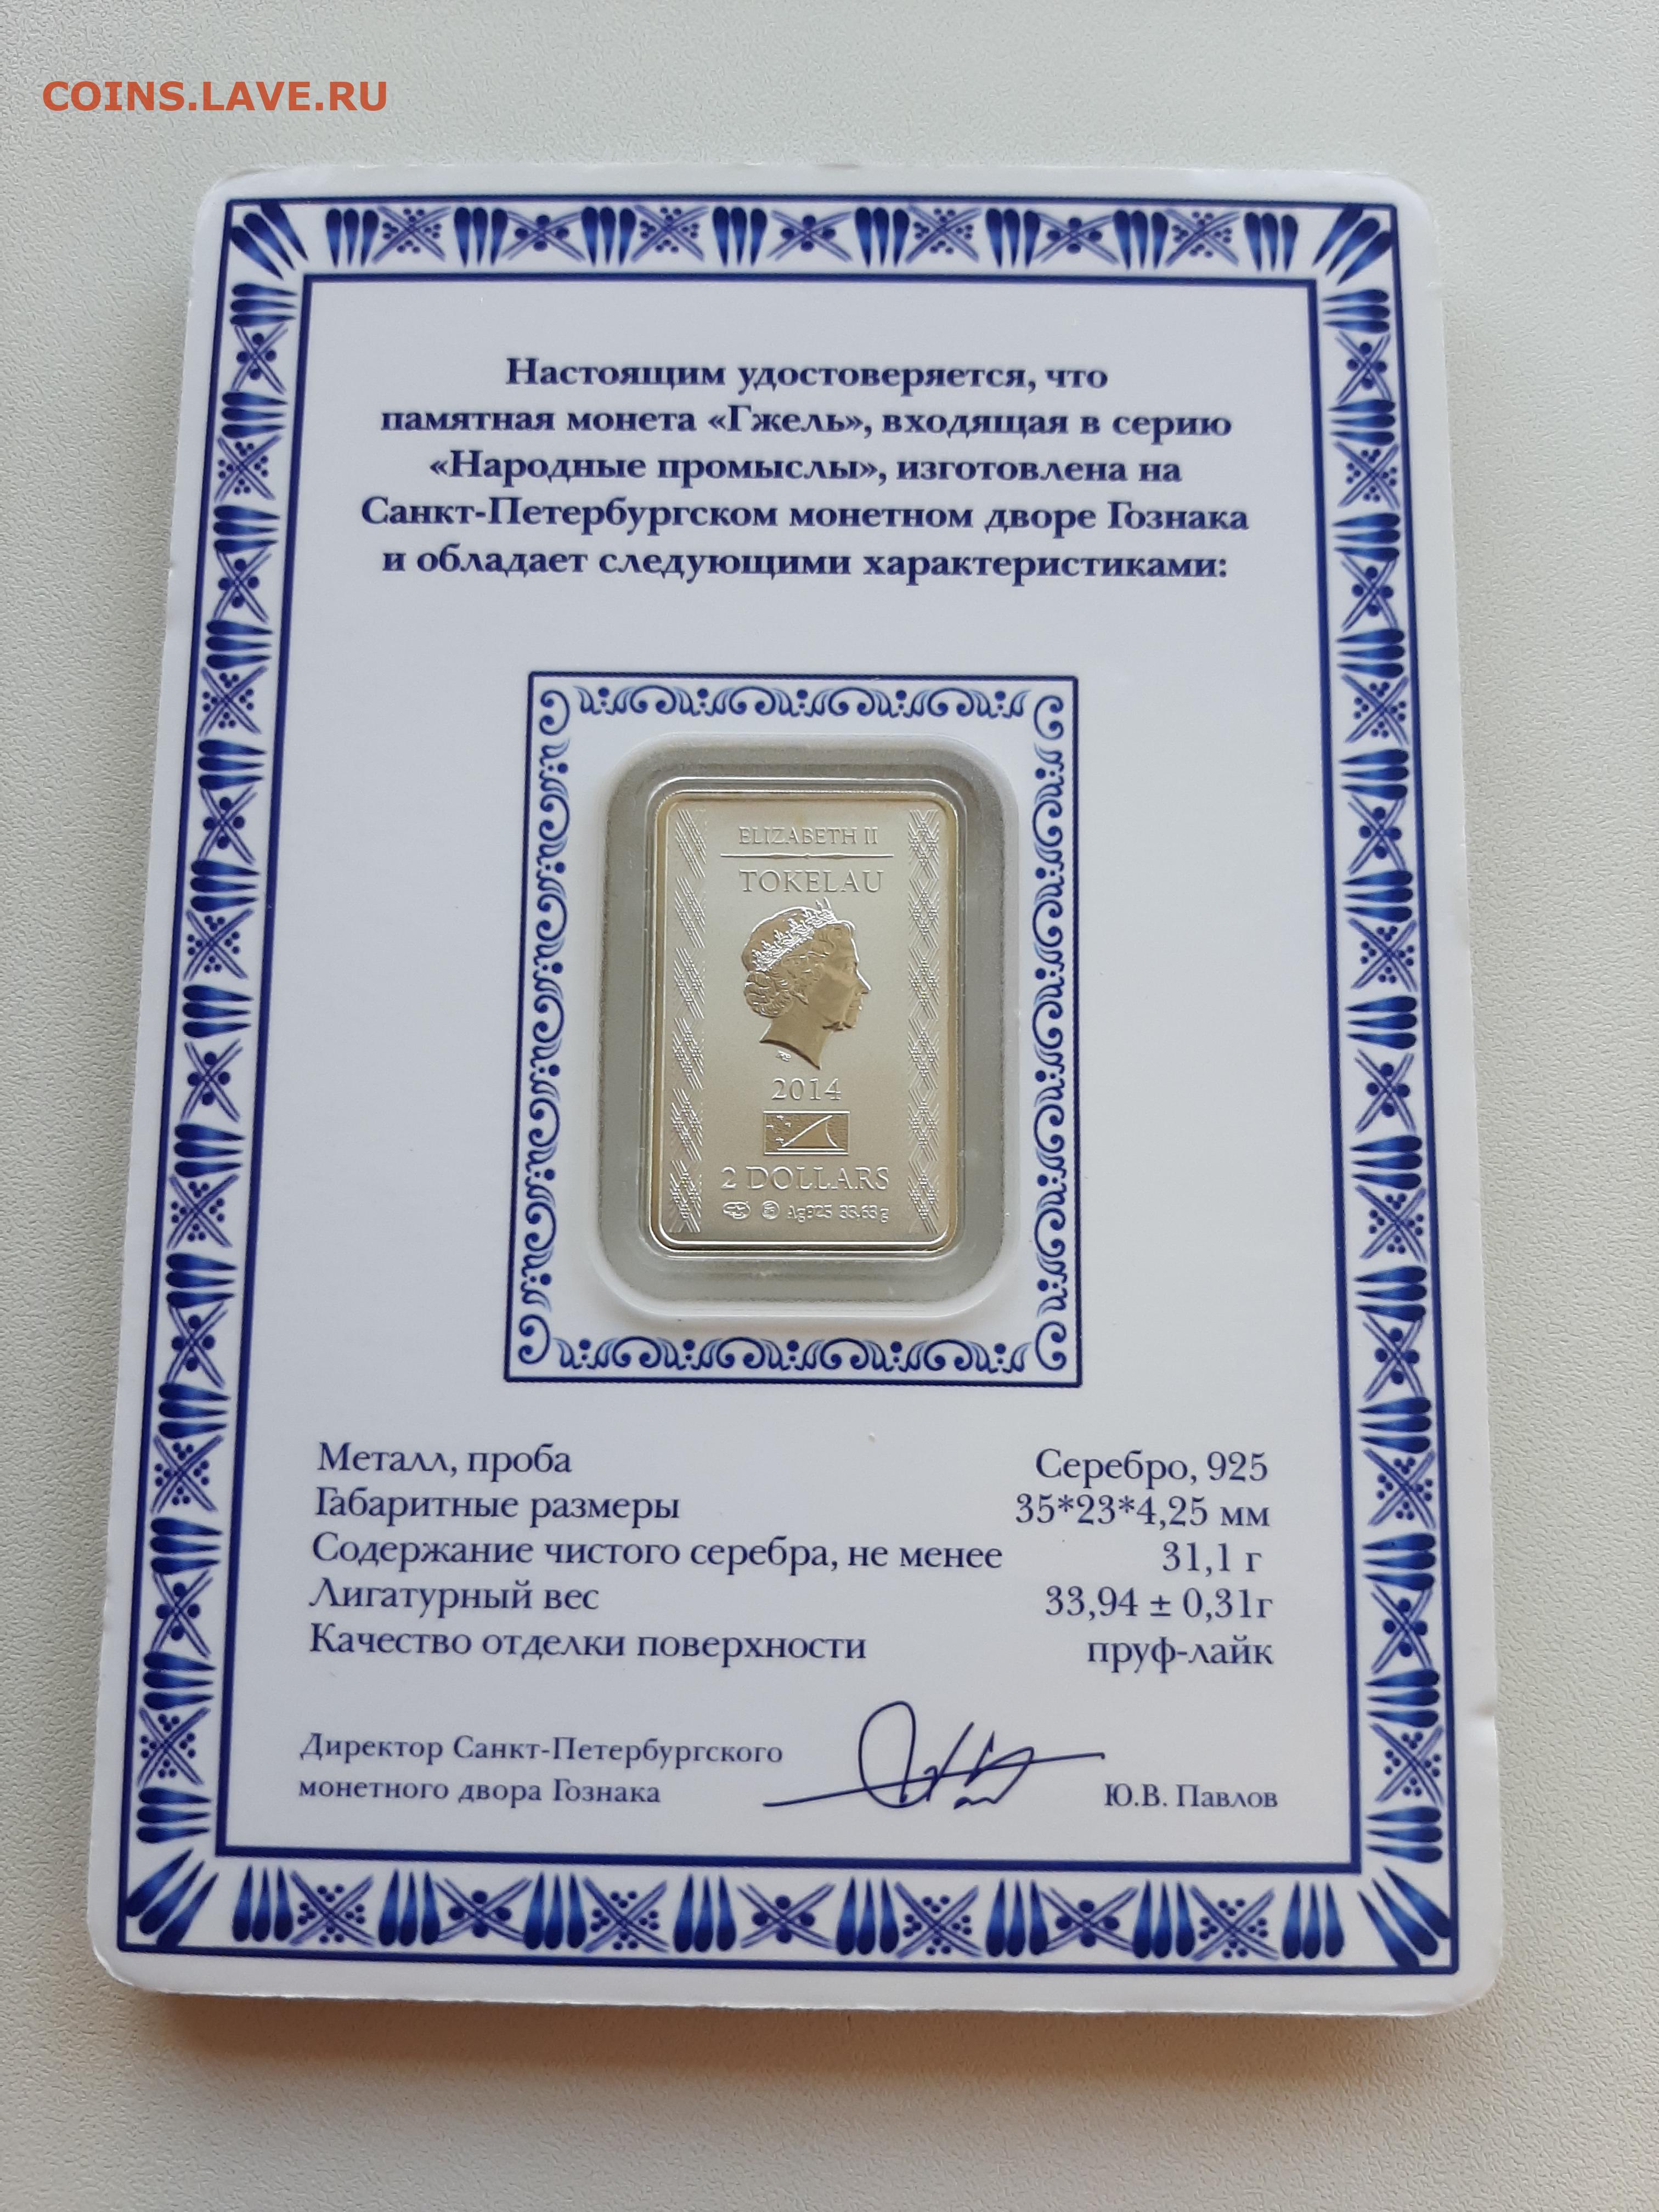 COINS.LAVE.RU
Настоящим удостоверяется, что
памятная монета «Гжель», входящая в серию
«Народные промыслы», изготовлена на
Санкт-Петербургском монетном дворе Гознака
и обладает следующими характеристиками:
ELIZABETH II
TOKELAU
2014
2 DOLLARS
Ag925 33.63g
Металл, проба Серебро, 925
Габаритные размеры 35*23*4,25 мм
Содержание чистого серебра, не менее 31,1 г
Лигатурный вес 33,94 ± 0,31г
Качество отделки поверхности пруф-лайк
Директор Санкт-Петербургского
монетного двора Гознака Ю.В. Павлов